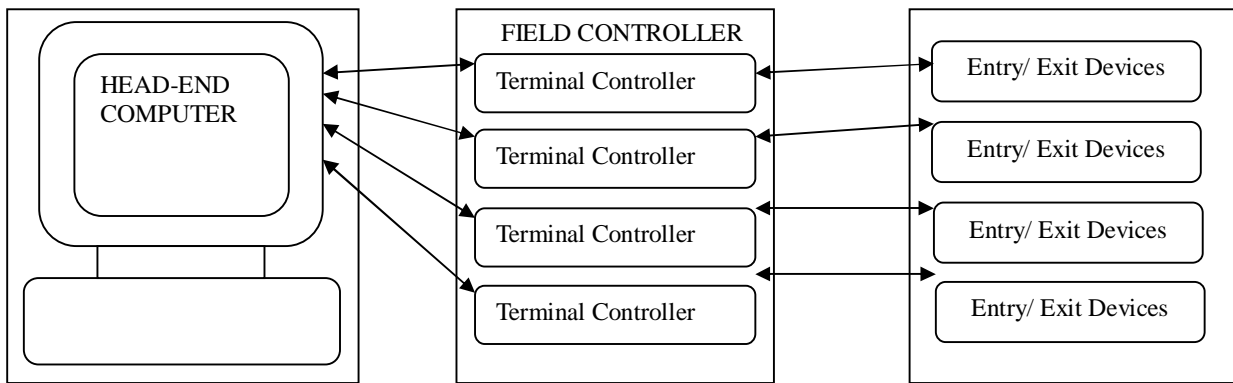 HEAD-END
COMPUTER
FIELD CONTROLLER
Terminal Controller
Terminal Controller
Terminal Controller
Terminal Controller
Entry/ Exit Devices
Entry/ Exit Devices
Entry/ Exit Devices
Entry/ Exit Devices